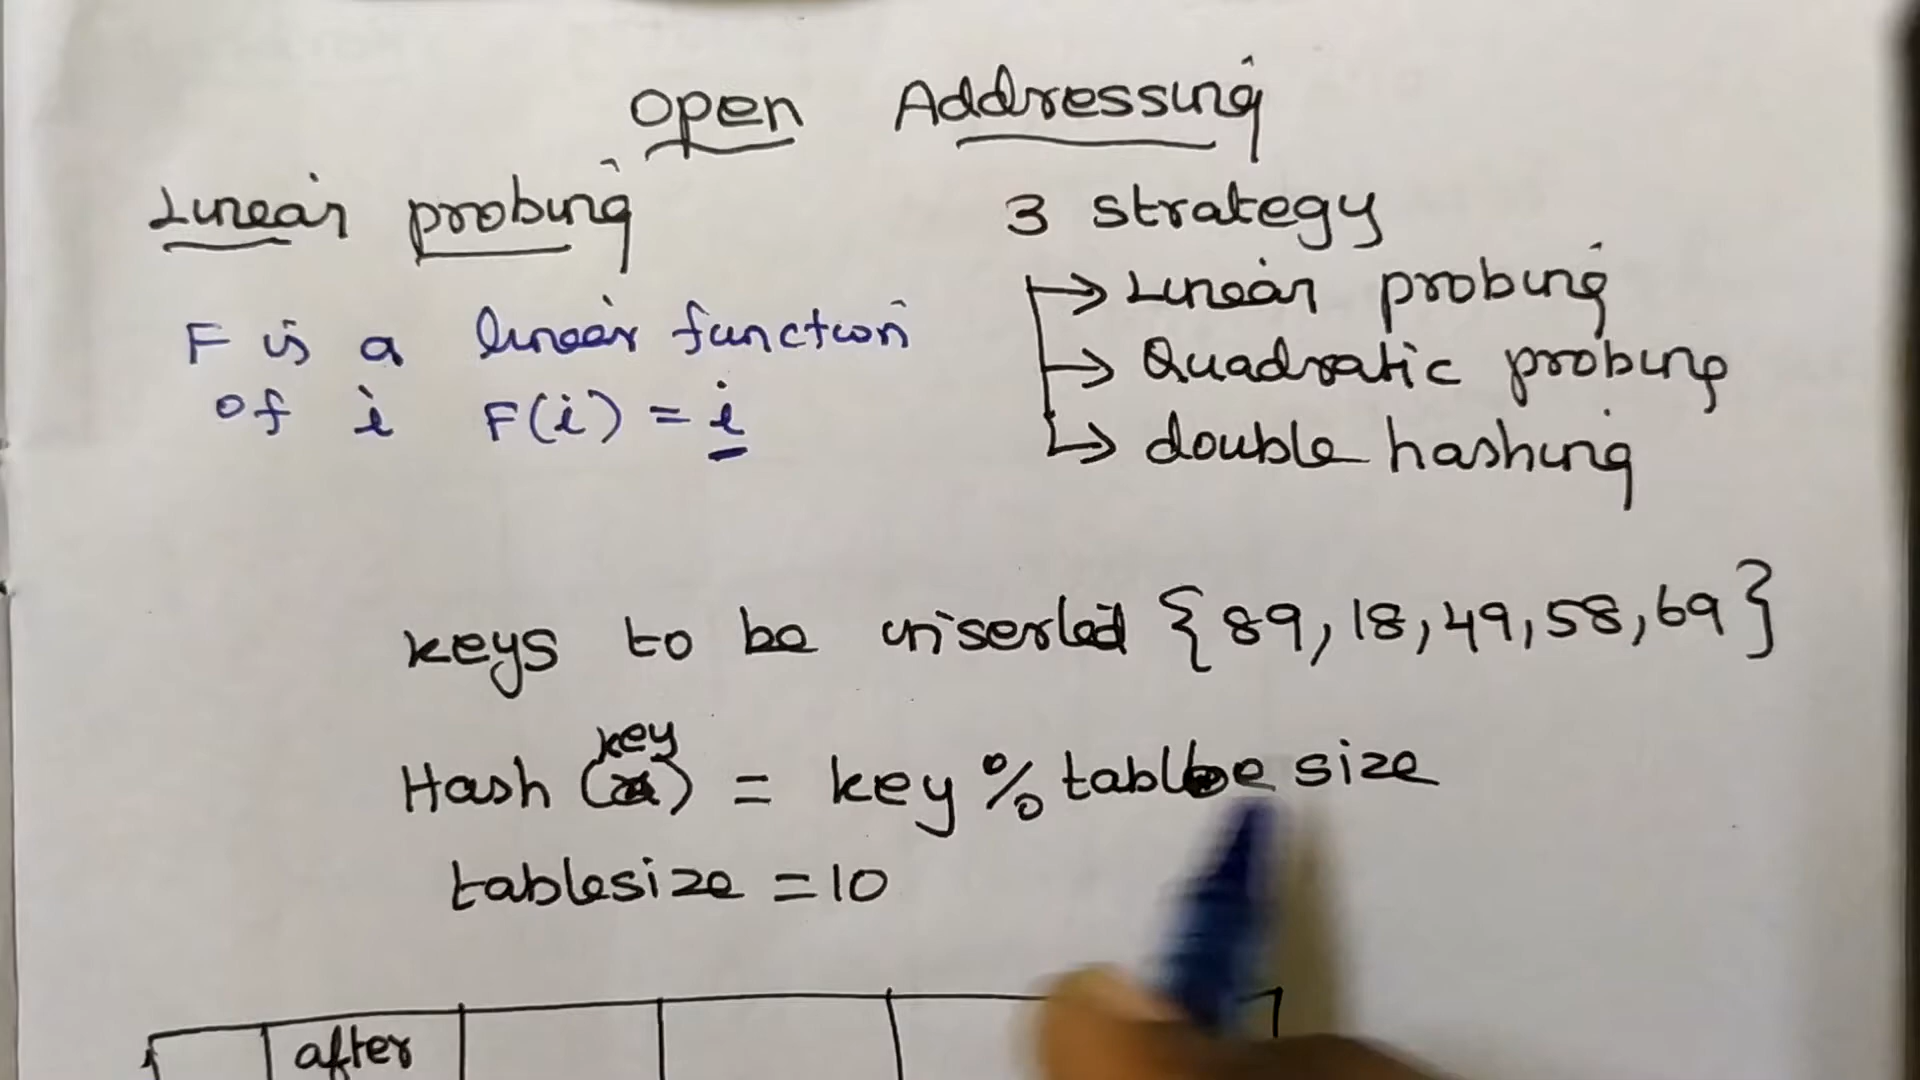 Open Addressing
Linear probing
F is a linear function
of i F(i) = i
3 strategy
→ Linear probing
→ Quadratic probing
→ double hashing
keys to be inserted {89, 18, 49, 58, 69}
key
Hash (x) = key % table size
tablesize = 10
after